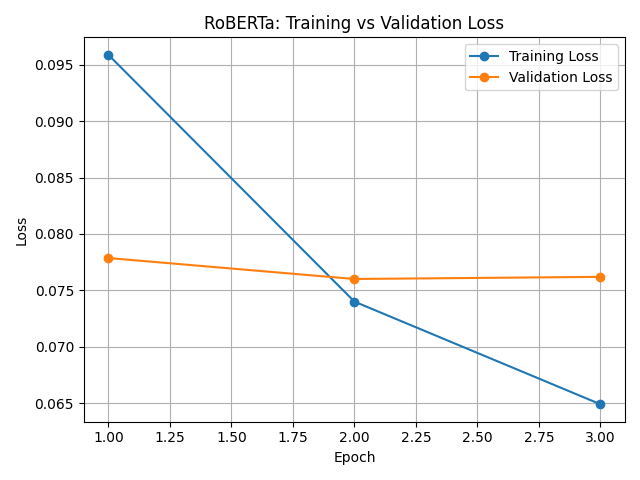 RoBERTa: Training vs Validation Loss
Training Loss
Validation Loss
0.095
0.090
0.085
0.080
0.075
0.070
0.065
Loss
1.00 1.25 1.50 1.75 2.00 2.25 2.50 2.75 3.00
Epoch